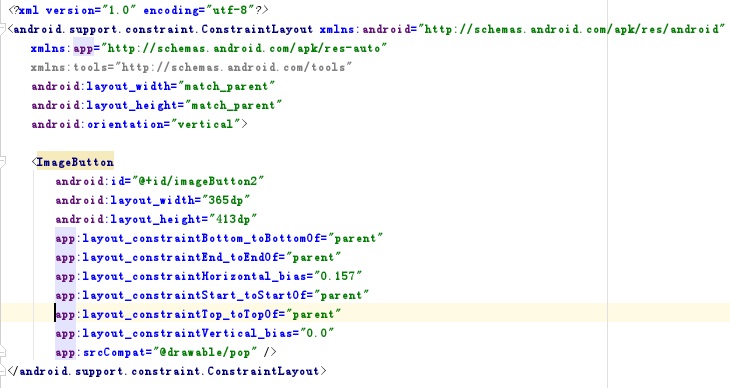 <?xml version="1.0" encoding="utf-8"?>
<android.support.constraint.ConstraintLayout xmlns:android="http://schemas.android.com/apk/res/android"
xmlns:app="http://schemas.android.com/apk/res-auto"
xmlns:tools="http://schemas.android.com/tools"
android:layout_width="match_parent"
android:layout_height="match_parent"
android:orientation="vertical">
<ImageButton
android:id="@+id/imageButton2"
android:layout_width="365dp"
android:layout_height="413dp"
app:layout_constraintBottom_toBottomOf="parent"
app:layout_constraintEnd_toEndOf="parent"
app:layout_constraintHorizontal_bias="0.157"
app:layout_constraintStart_toStartOf="parent"
app:layout_constraintTop_toTopOf="parent"
app:layout_constraintVertical_bias="0.0"
app:srcCompat="@drawable/pop" />
</android.support.constraint.ConstraintLayout>